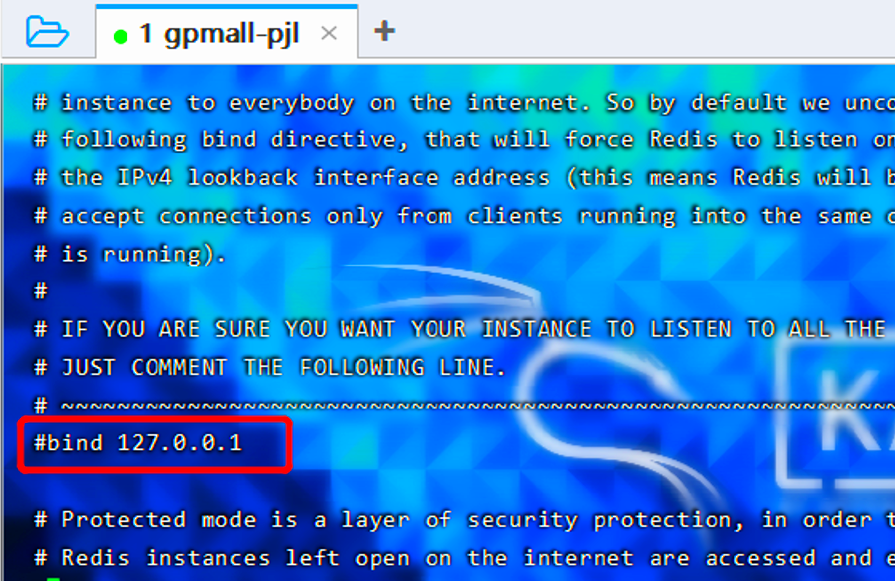 1 gpmall-pjl
# instance to everybody on the internet. So by default we
# following bind directive, that will force Redis to listen
# the IPv4 lookback interface address (this means Redis will
# accept connections only from clients running into the same
# is running).
#
# IF YOU ARE SURE YOU WANT YOUR INSTANCE TO LISTEN TO ALL THE
# JUST COMMENT THE FOLLOWING LINE.
# ~~~~~~~~~~~~~~~~~~~~~~~~~~~~~~~~~~~~~~~~~~~~~~~~~~~~~~~~~~~~
#bind 127.0.0.1
# Protected mode is a layer of security protection, in order
# Redis instances left open on the internet are accessed and